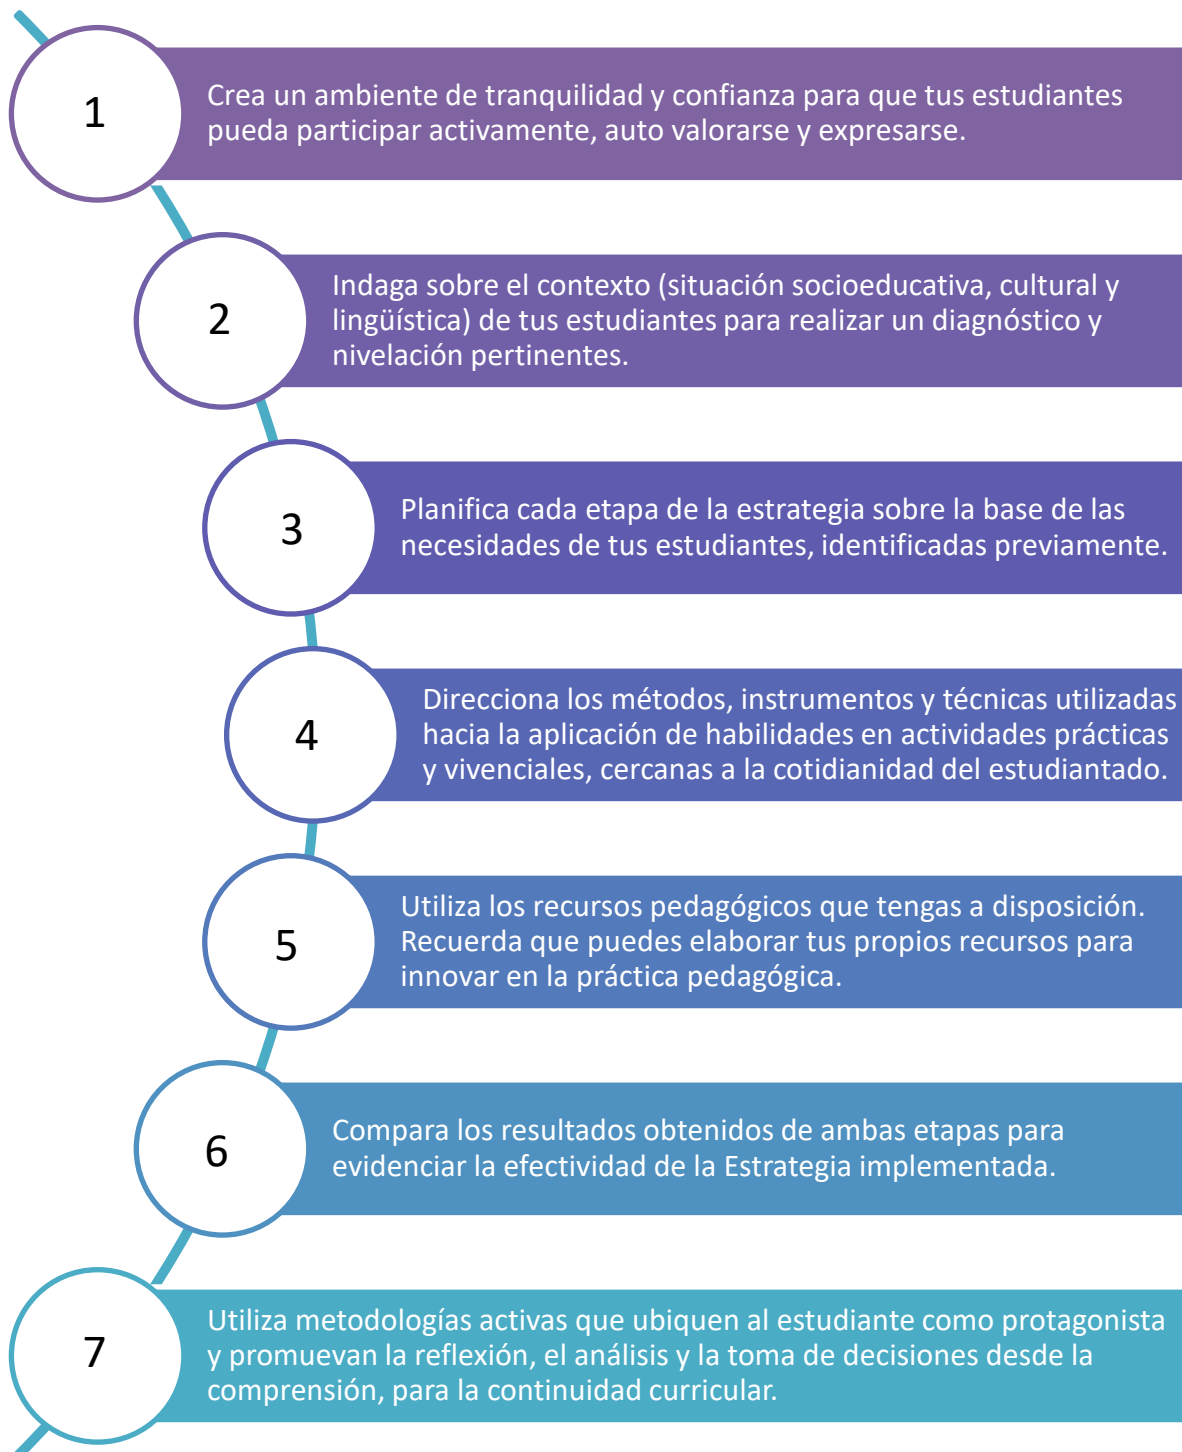 1
Crea un ambiente de tranquilidad y confianza para que tus estudiantes
pueda participar activamente, auto valorarse y expresarse.
2
Indaga sobre el contexto (situación socioeducativa, cultural y
lingüística) de tus estudiantes para realizar un diagnóstico y
nivelación pertinentes.
3
Planifica cada etapa de la estrategia sobre la base de las
necesidades de tus estudiantes, identificadas previamente.
4
Direcciona los métodos, instrumentos y técnicas utilizadas
hacia la aplicación de habilidades en actividades prácticas
y vivenciales, cercanas a la cotidianidad del estudiantado.
5
Utiliza los recursos pedagógicos que tengas a disposición.
Recuerda que puedes elaborar tus propios recursos para
innovar en la práctica pedagógica.
6
Compara los resultados obtenidos de ambas etapas para
evidenciar la efectividad de la Estrategia implementada.
7
Utiliza metodologías activas que ubiquen al estudiante como protagonista
y promuevan la reflexión, el análisis y la toma de decisiones desde la
comprensión, para la continuidad curricular.